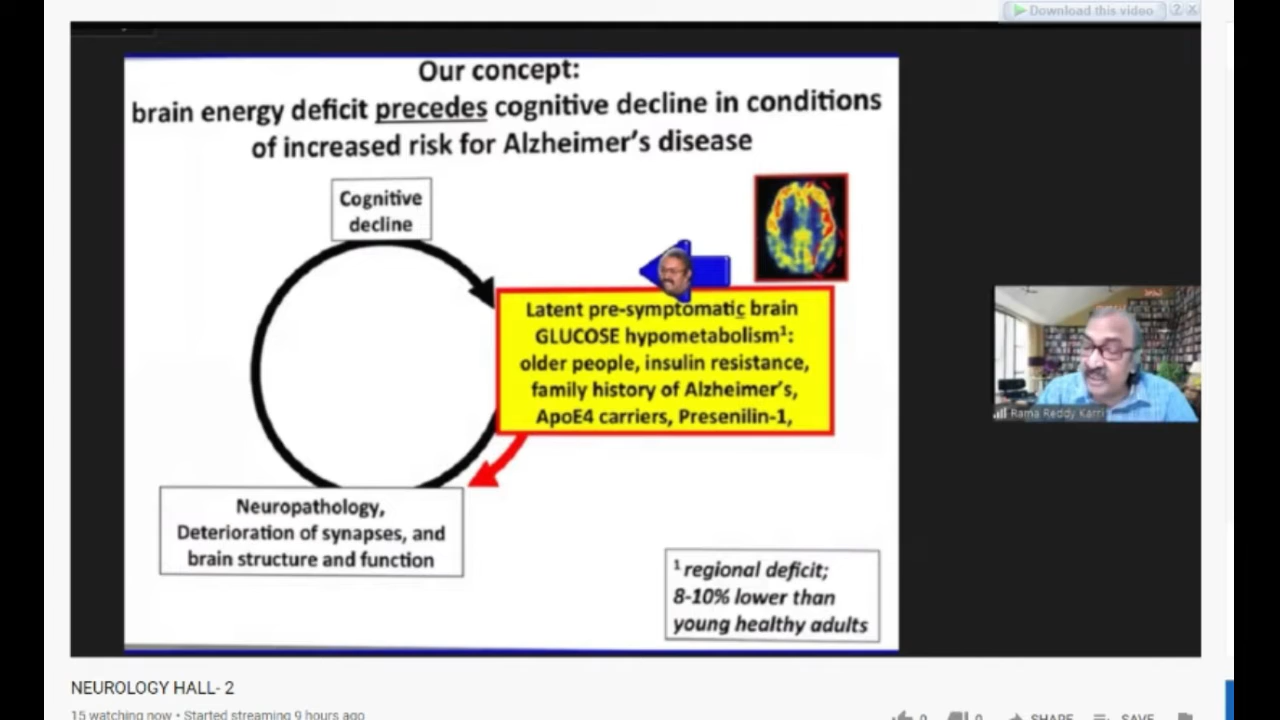 Download this video ? X
Our concept:
brain energy deficit precedes cognitive decline in conditions
of increased risk for Alzheimer's disease
Cognitive
decline
Latent pre-symptomatic brain
GLUCOSE hypometabolism¹:
older people, insulin resistance,
family history of Alzheimer's,
ApoE4 carriers, Presenilin-1,
Neuropathology,
Deterioration of synapses, and
brain structure and function
¹ regional deficit;
8-10% lower than
young healthy adults
Rama Reddy Karri
NEUROLOGY HALL- 2
15 watching now • Started streaming 9 hours ago
0 0 SHARE SAVE